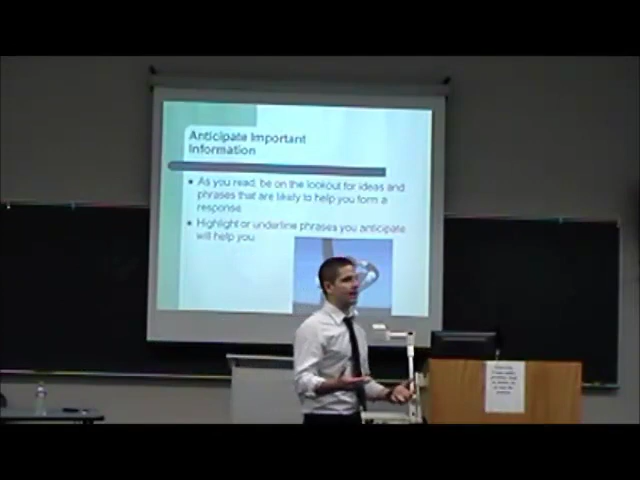 Anticipate Important
Information
As you read, be on the lookout for ideas and
phrases that are likely to help you form a
response
Highlight or underline phrases you anticipate
will help you